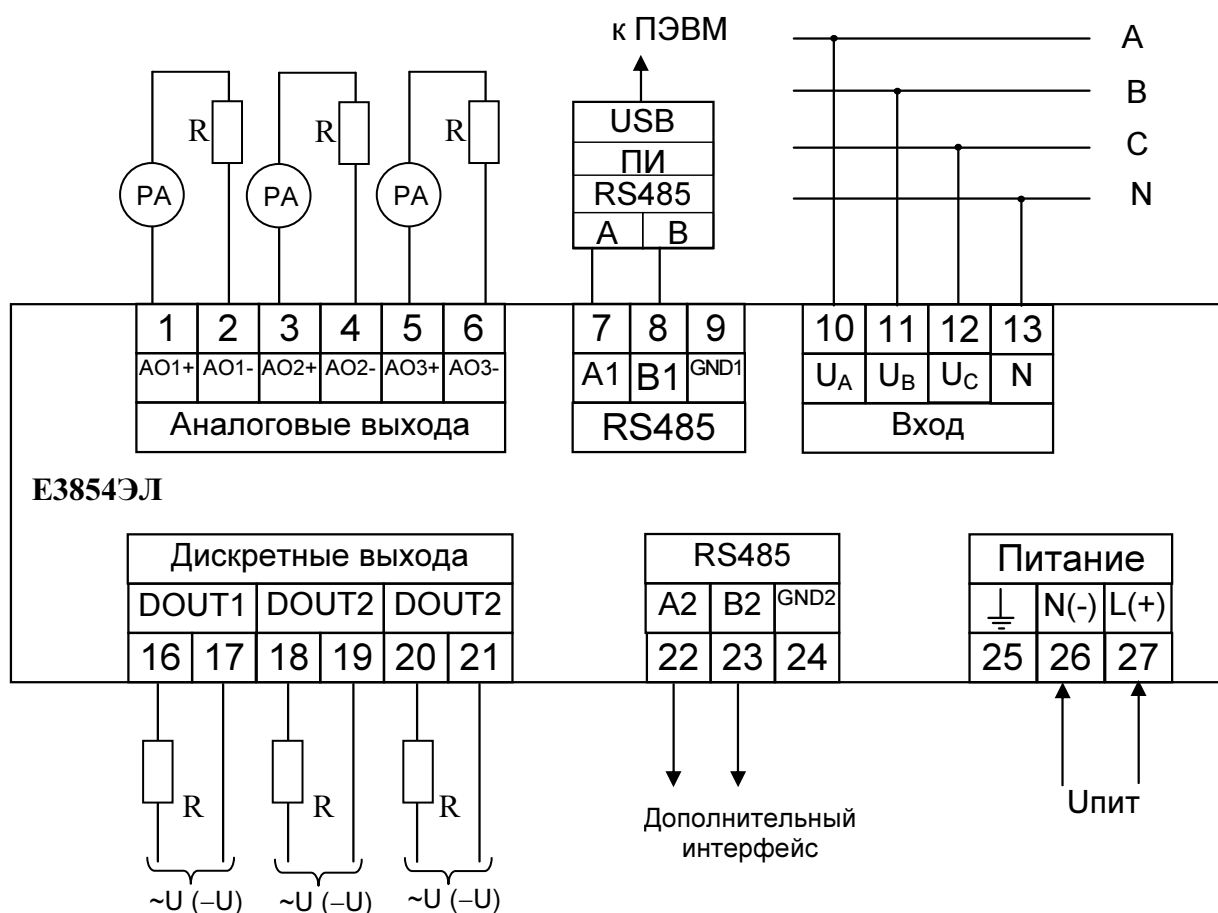 к ПЭВМ
A
B
C
N
USB
ПИ
RS485
A B
R R R
PA PA PA
1 2 3 4 5 6
AO1+ AO1- AO2+ AO2- AO3+ AO3-
Аналоговые выхода
7 8 9
A1 B1 GND1
RS485
10 11 12 13
UA UB UC N
Вход
Е3854ЭЛ
Дискретные выхода
DOUT1 DOUT2 DOUT2
16 17 18 19 20 21
RS485
A2 B2 GND2
22 23 24
Питание
N(-) L(+)
25 26 27
R R R
~U (–U) ~U (–U) ~U (–U)
Дополнительный
интерфейс
Uпит